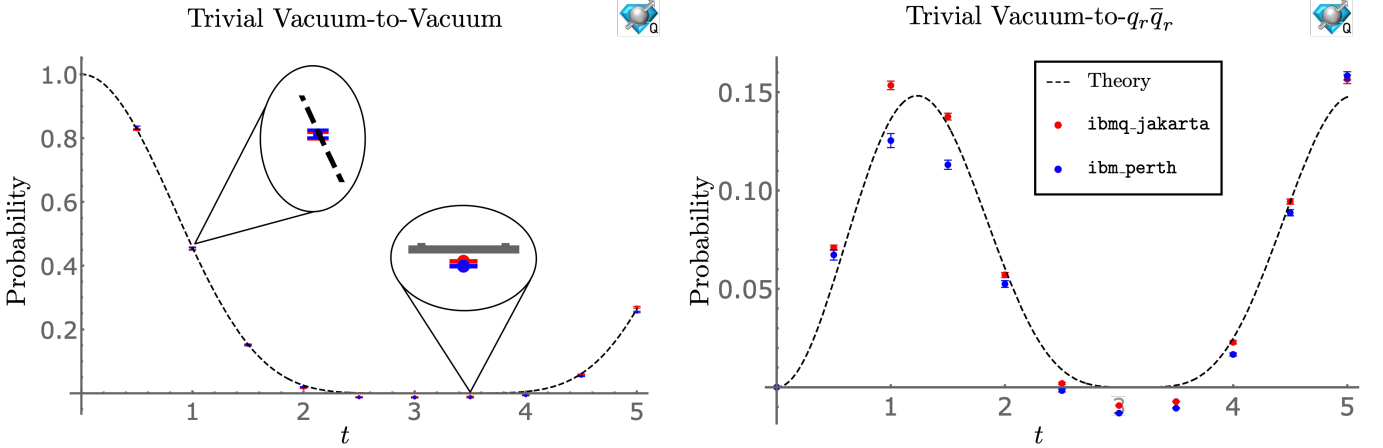 Trivial Vacuum-to-Vacuum
Q
Probability
1.0
0.8
0.6
0.4
0.2
1 2 3 4 5
t
Trivial Vacuum-to-qᵣq̅ᵣ
Q
Probability
0.15
0.10
0.05
Theory
ibmq_jakarta
ibm_perth
1 2 3 4 5
t